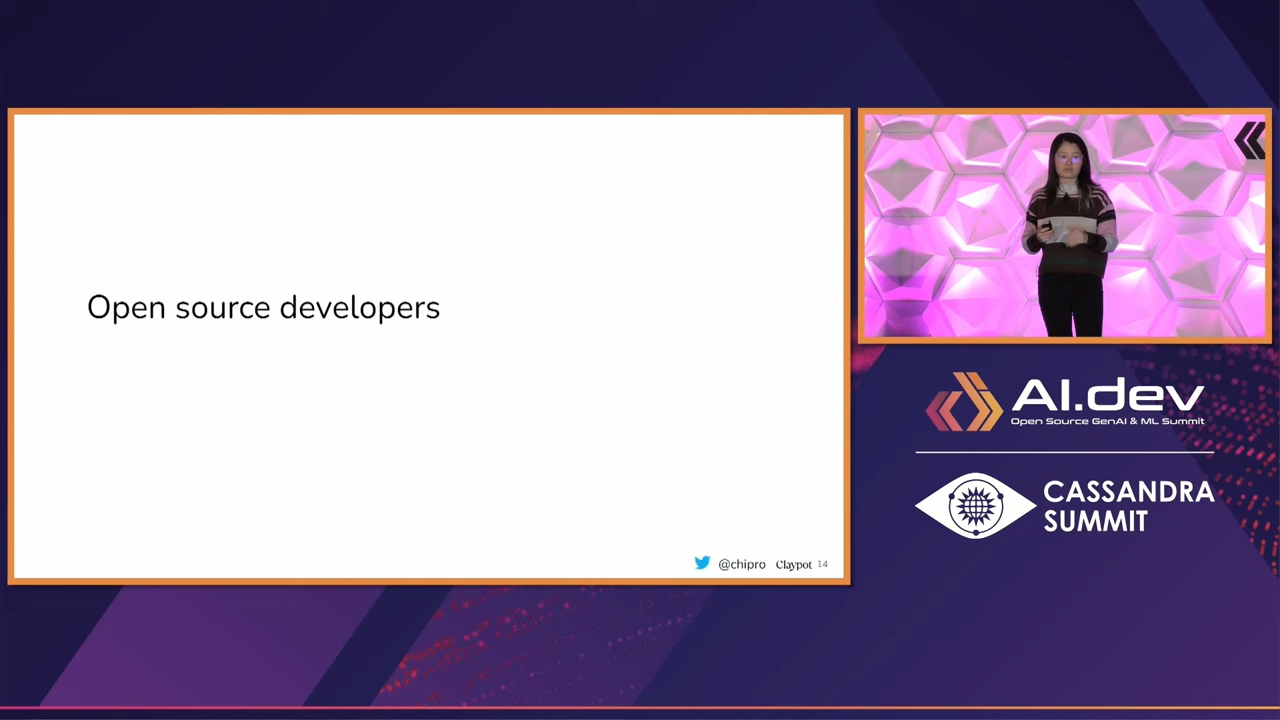 Open source developers
@chipro Claypot 14
AI.dev
Open Source GenAI & ML Summit
CASSANDRA
SUMMIT